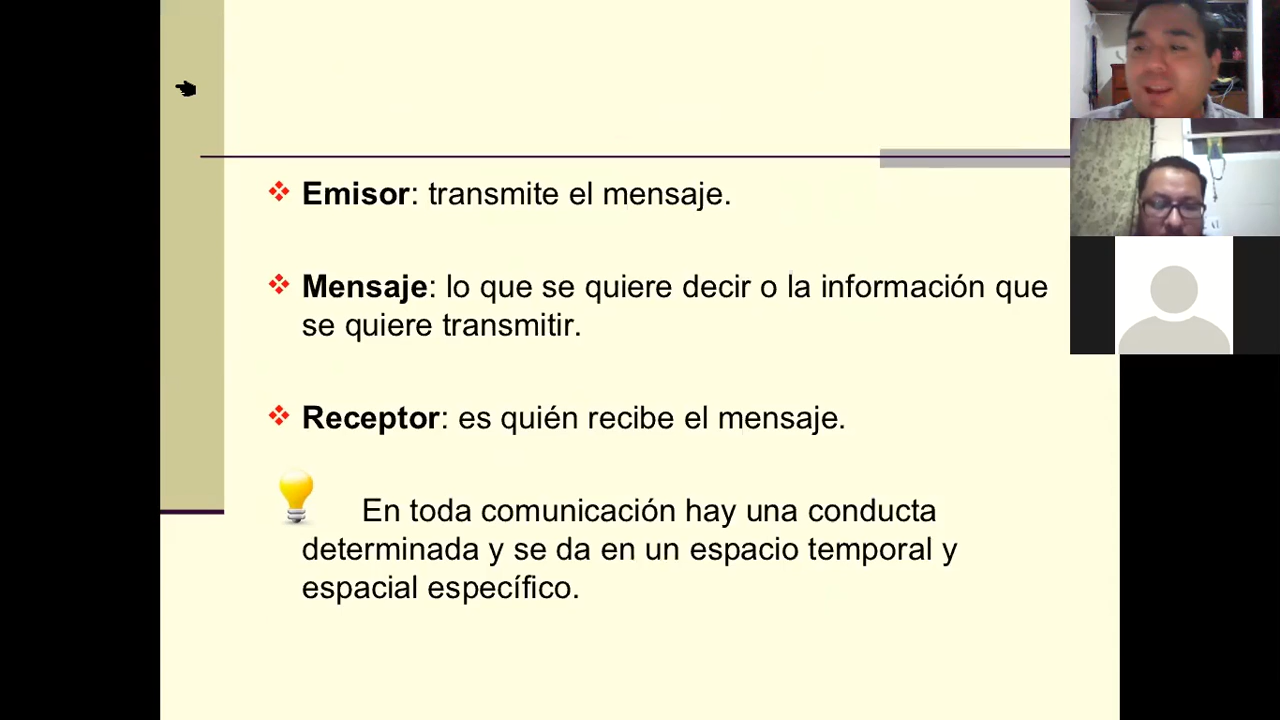 Emisor: transmite el mensaje.
Mensaje: lo que se quiere decir o la información que
se quiere transmitir.
Receptor: es quién recibe el mensaje.
En toda comunicación hay una conducta
determinada y se da en un espacio temporal y
espacial específico.